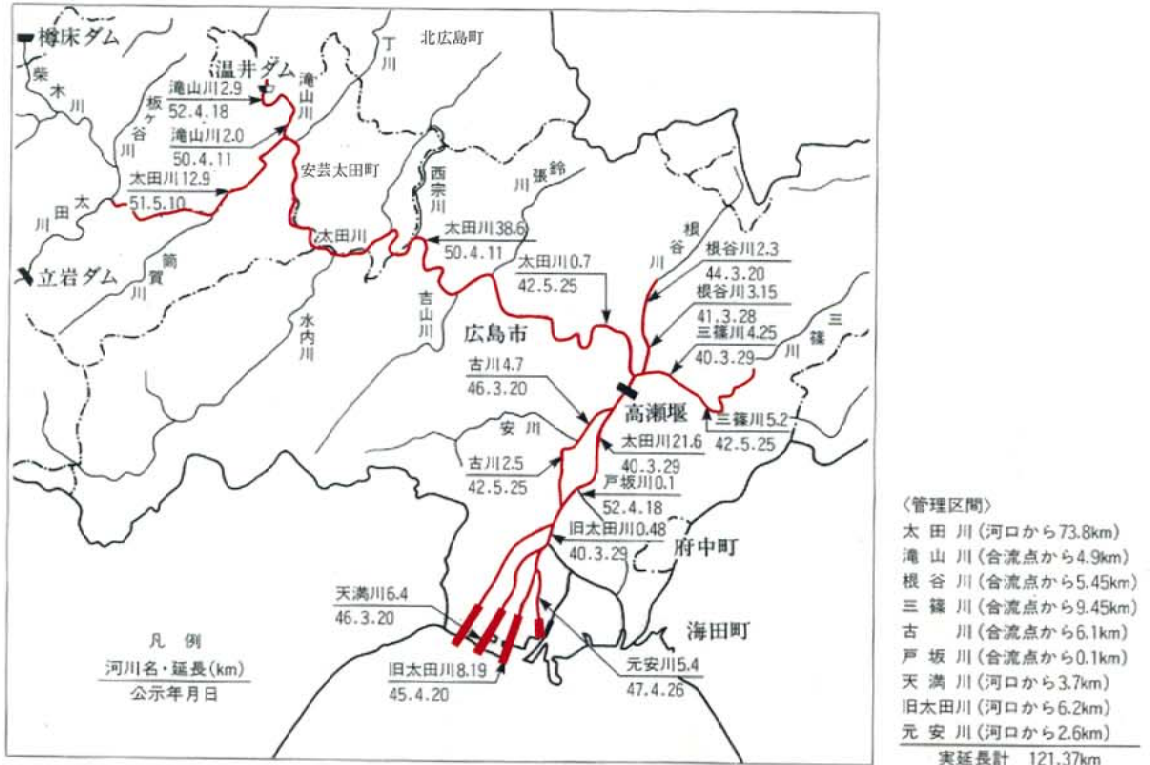 樽床ダム
柴木川
板ヶ谷川
温井ダム
滝山川
丁川
北広島町
滝山川2.9
52.4.18
滝山川2.0
50.4.11
安芸太田町
西宗川
鈴張川
太田川12.9
51.5.10
太田川
立岩ダム
筒賀川
太田川
太田川38.6
50.4.11
太田川0.7
42.5.25
根谷川
根谷川2.3
44.3.20
根谷川3.15
41.3.28
三篠川4.25
40.3.29
三篠川
水内川
吉山川
広島市
古川4.7
46.3.20
高瀬堰
三篠川5.2
42.5.25
安川
太田川21.6
40.3.29
古川2.5
42.5.25
戸坂川0.1
52.4.18
旧太田川0.48
40.3.29
府中町
天満川6.4
46.3.20
海田町
旧太田川8.19
45.4.20
元安川5.4
47.4.26
凡 例
河川名・延長(km)
公示年月日
〈管理区間〉
太田川(河口から73.8km)
滝山川(合流点から4.9km)
根谷川(合流点から5.45km)
三篠川(合流点から9.45km)
古川(合流点から6.1km)
戸坂川(合流点から0.1km)
天満川(河口から3.7km)
旧太田川(河口から6.2km)
元安川(河口から2.6km)
実延長計 121.37km